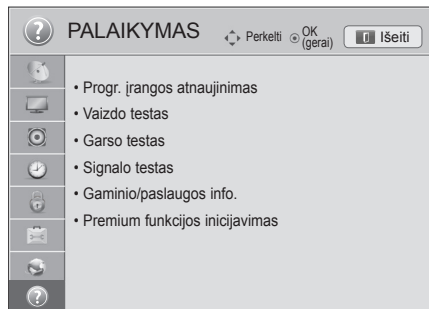 PALAIKYMAS
Perkelti
OK
(gerai)
Išeiti
• Progr. įrangos atnaujinimas
• Vaizdo testas
• Garso testas
• Signalo testas
• Gaminio/paslaugos info.
• Premium funkcijos inicijavimas